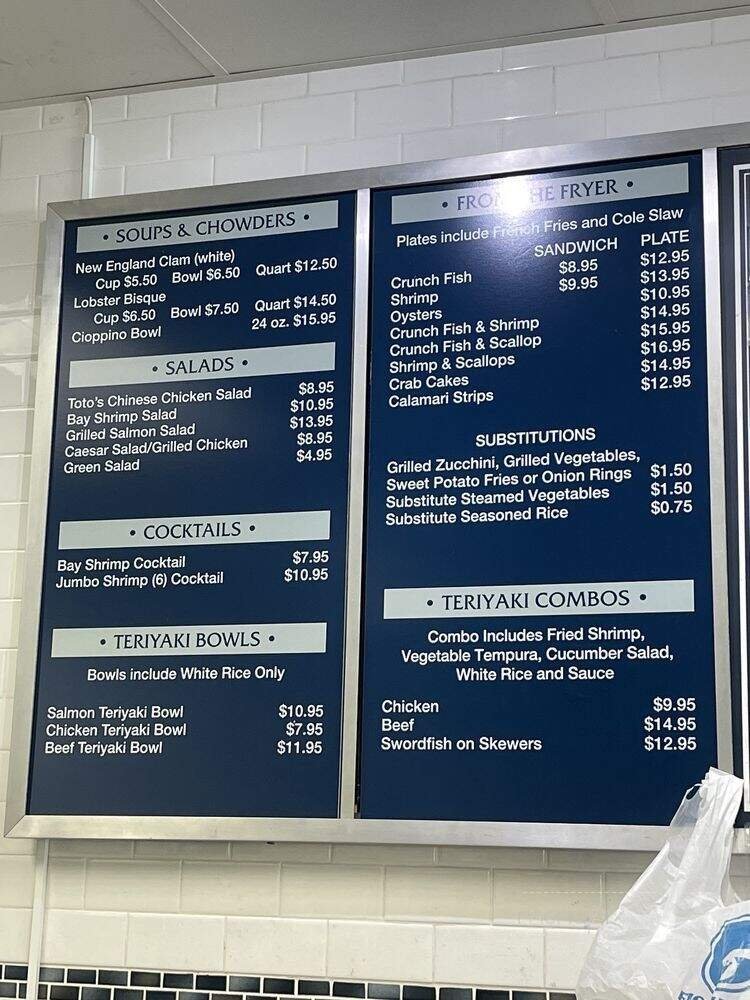 • SOUPS & CHOWDERS •
New England Clam (white)
Cup $5.50 Bowl $6.50 Quart $12.50
Lobster Bisque
Cup $6.50 Bowl $7.50 Quart $14.50
Cioppino Bowl 24 oz. $15.95
• SALADS •
Toto's Chinese Chicken Salad $8.95
Bay Shrimp Salad $10.95
Grilled Salmon Salad $13.95
Caesar Salad/Grilled Chicken $8.95
Green Salad $4.95
• COCKTAILS •
Bay Shrimp Cocktail $7.95
Jumbo Shrimp (6) Cocktail $10.95
• TERIYAKI BOWLS •
Bowls include White Rice Only
Salmon Teriyaki Bowl $10.95
Chicken Teriyaki Bowl $7.95
Beef Teriyaki Bowl $11.95
• FROM THE FRYER •
Plates include French Fries and Cole Slaw
SANDWICH PLATE
Crunch Fish $8.95 $12.95
Shrimp $9.95 $13.95
Oysters $10.95
Crunch Fish & Shrimp $14.95
Crunch Fish & Scallop $15.95
Shrimp & Scallops $16.95
Crab Cakes $14.95
Calamari Strips $12.95
SUBSTITUTIONS
Grilled Zucchini, Grilled Vegetables,
Sweet Potato Fries or Onion Rings $1.50
Substitute Steamed Vegetables $1.50
Substitute Seasoned Rice $0.75
• TERIYAKI COMBOS •
Combo Includes Fried Shrimp,
Vegetable Tempura, Cucumber Salad,
White Rice and Sauce
Chicken $9.95
Beef $14.95
Swordfish on Skewers $12.95